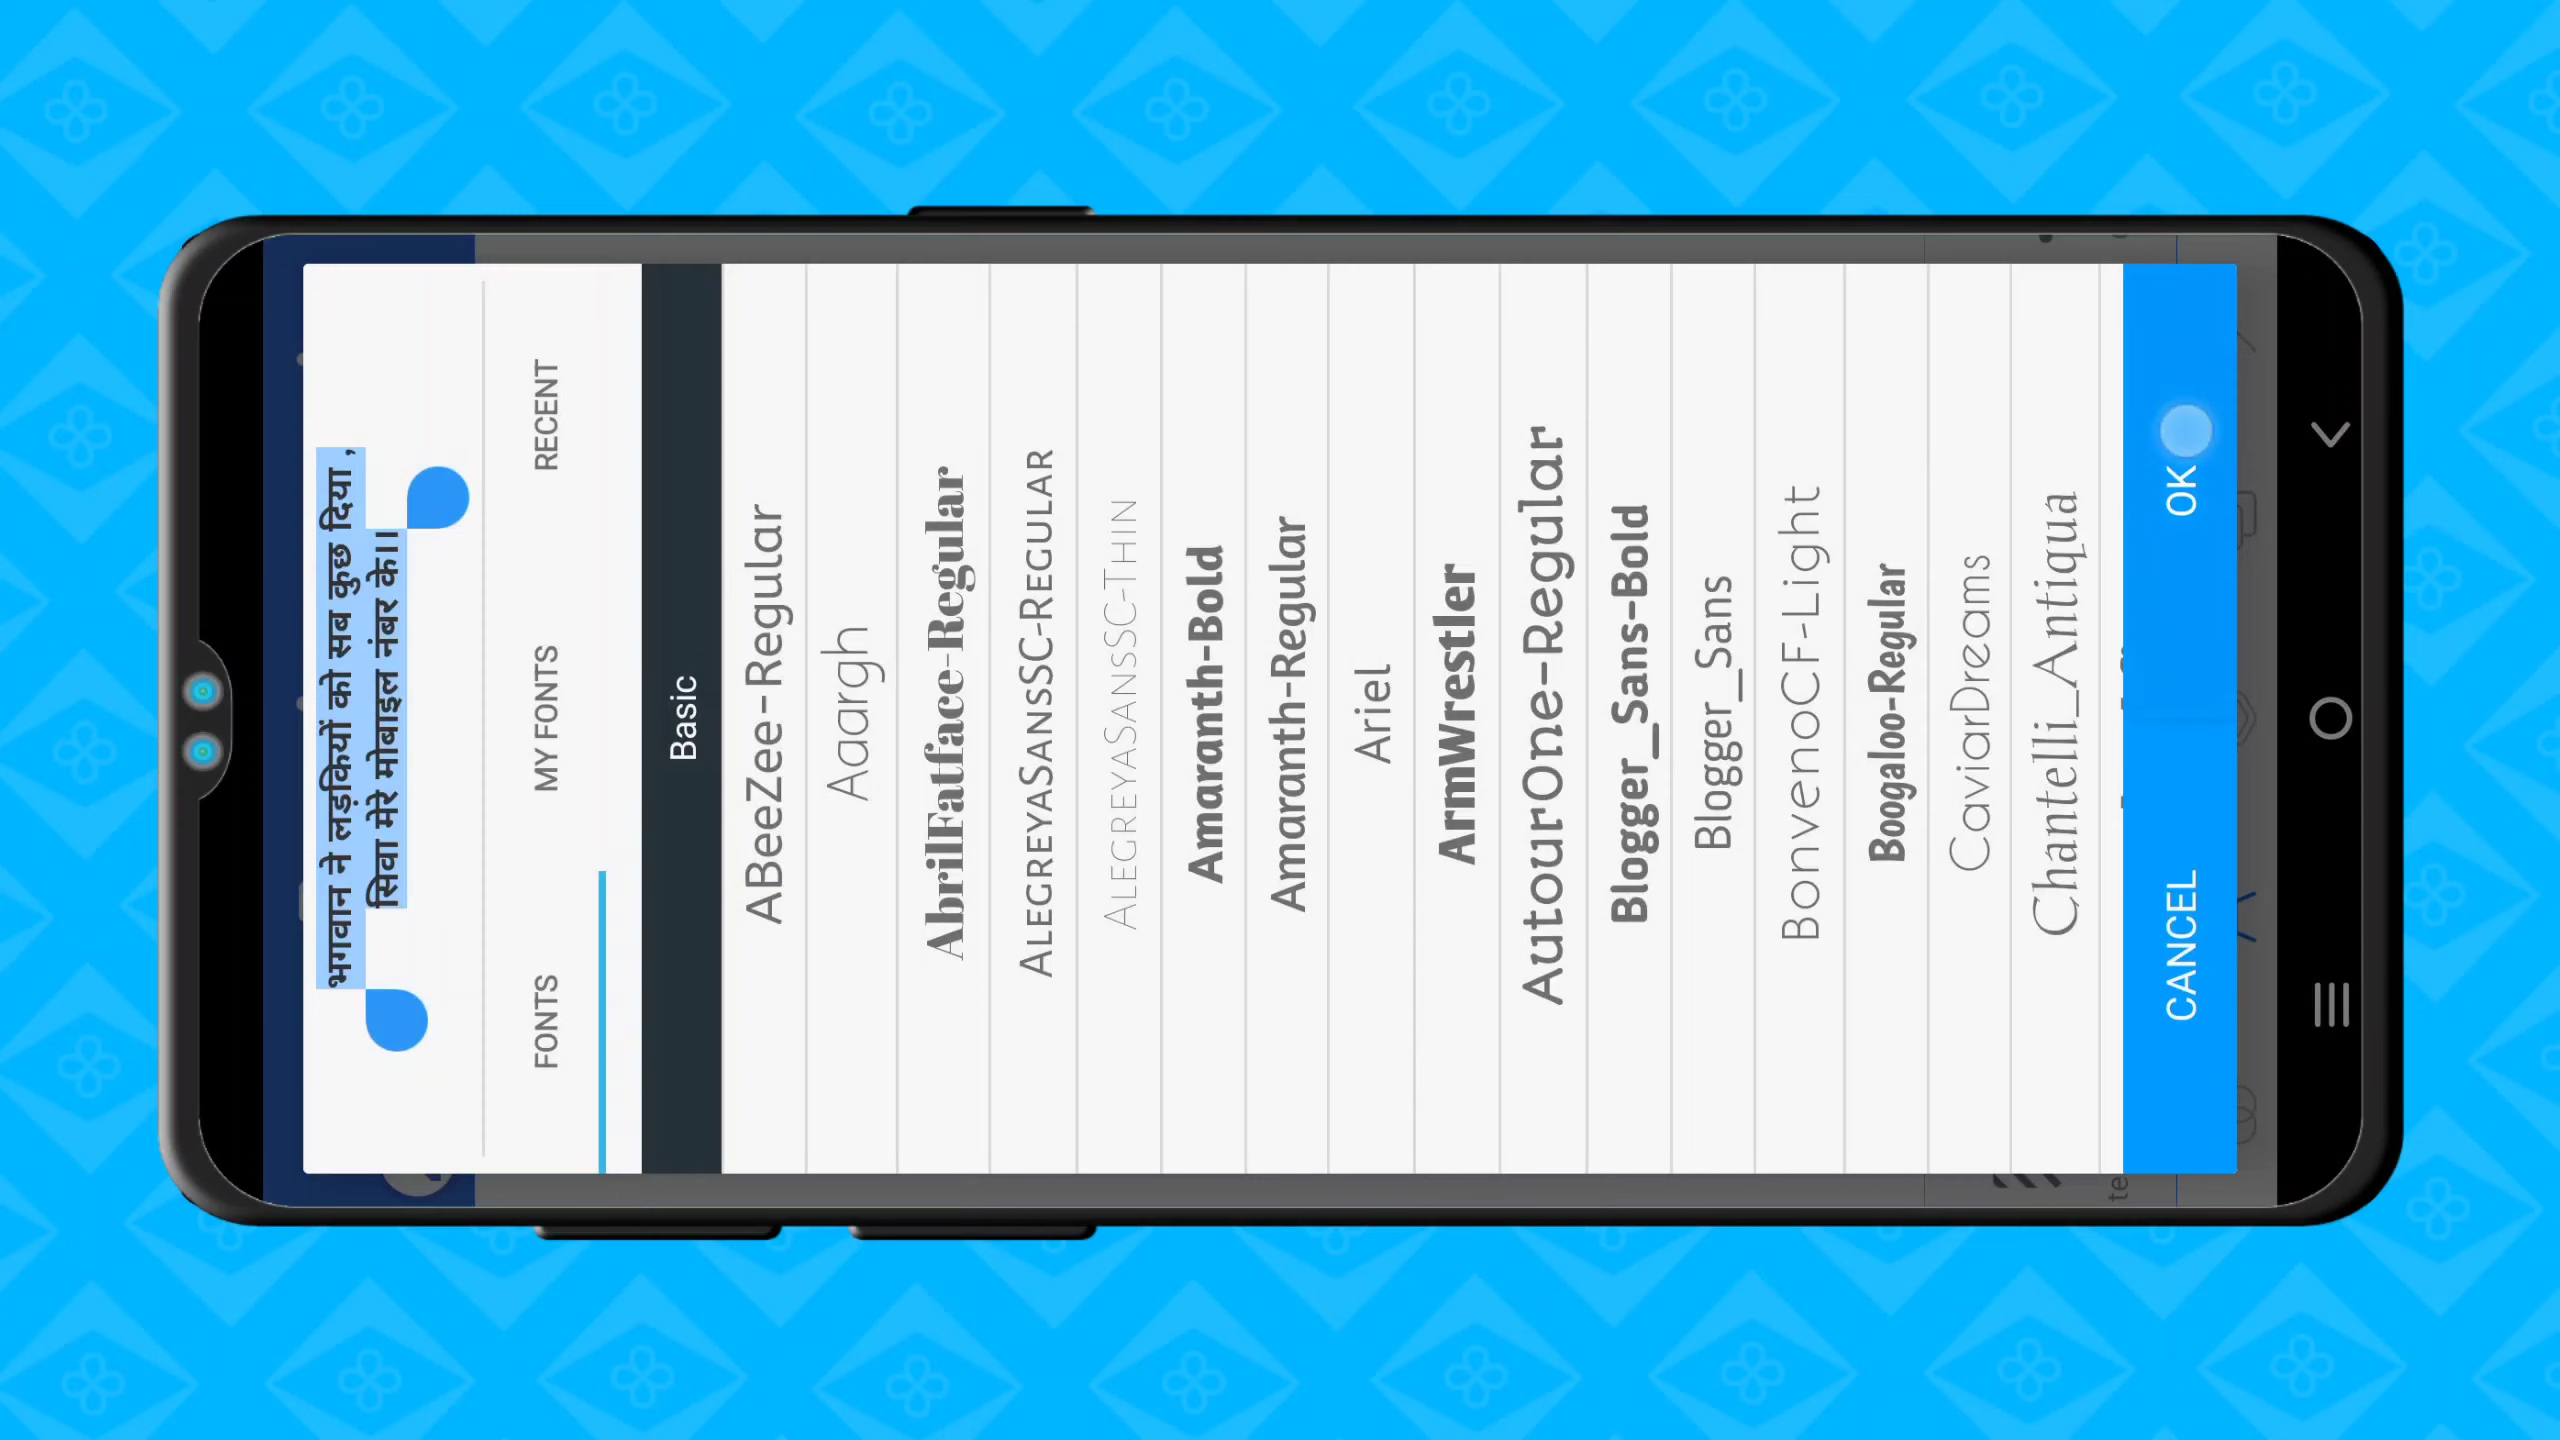 भगवान ने लड़कियों को सब कुछ दिया ,
सिवा मेरे मोबाइल नंबर के।।
FONTS MY FONTS RECENT
Basic
ABeeZee-Regular
Aaargh
AbrilFatface-Regular
AlegreyaSansSC-Regular
AlegreyaSansSC-Thin
Amaranth-Bold
Amaranth-Regular
Ariel
ArmWrestler
AutourOne-Regular
Blogger_Sans-Bold
Blogger_Sans
BonvenoCF-Light
Boogaloo-Regular
CaviarDreams
Chantelli_Antiqua
CANCEL OK